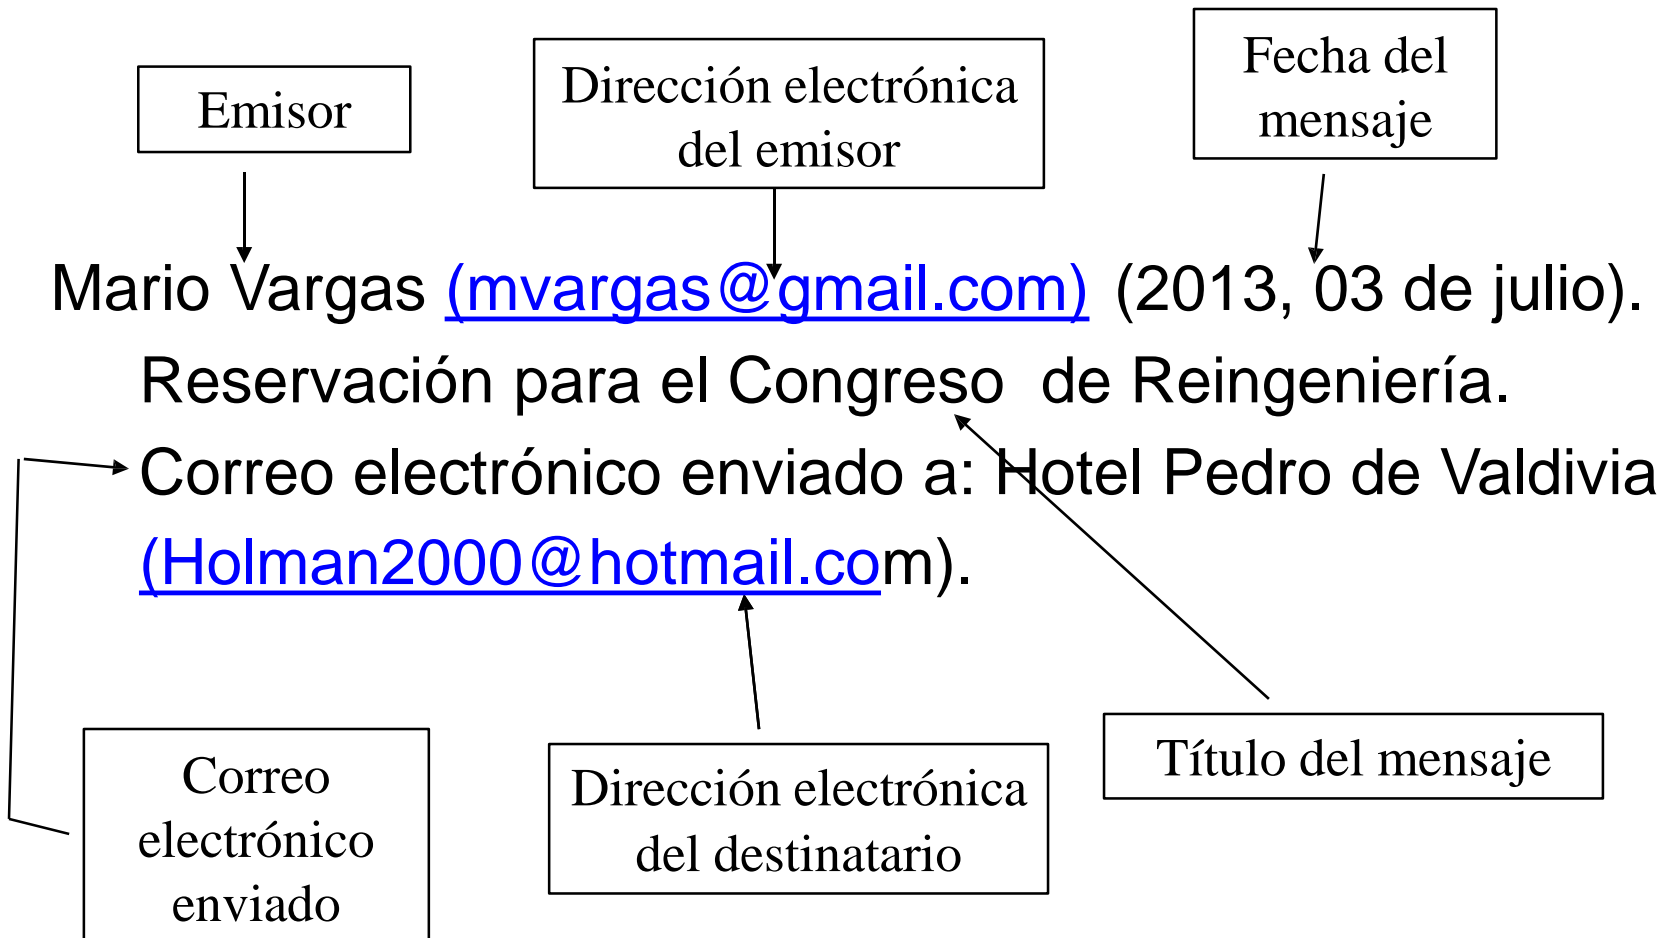 Emisor
Dirección electrónica
del emisor
Fecha del
mensaje
Mario Vargas (mvargas@gmail.com) (2013, 03 de julio).
Reservación para el Congreso  de Reingeniería.
Correo electrónico enviado a: Hotel Pedro de Valdivia
(Holman2000@hotmail.com).
Correo
electrónico
enviado
Dirección electrónica
del destinatario
Título del mensaje